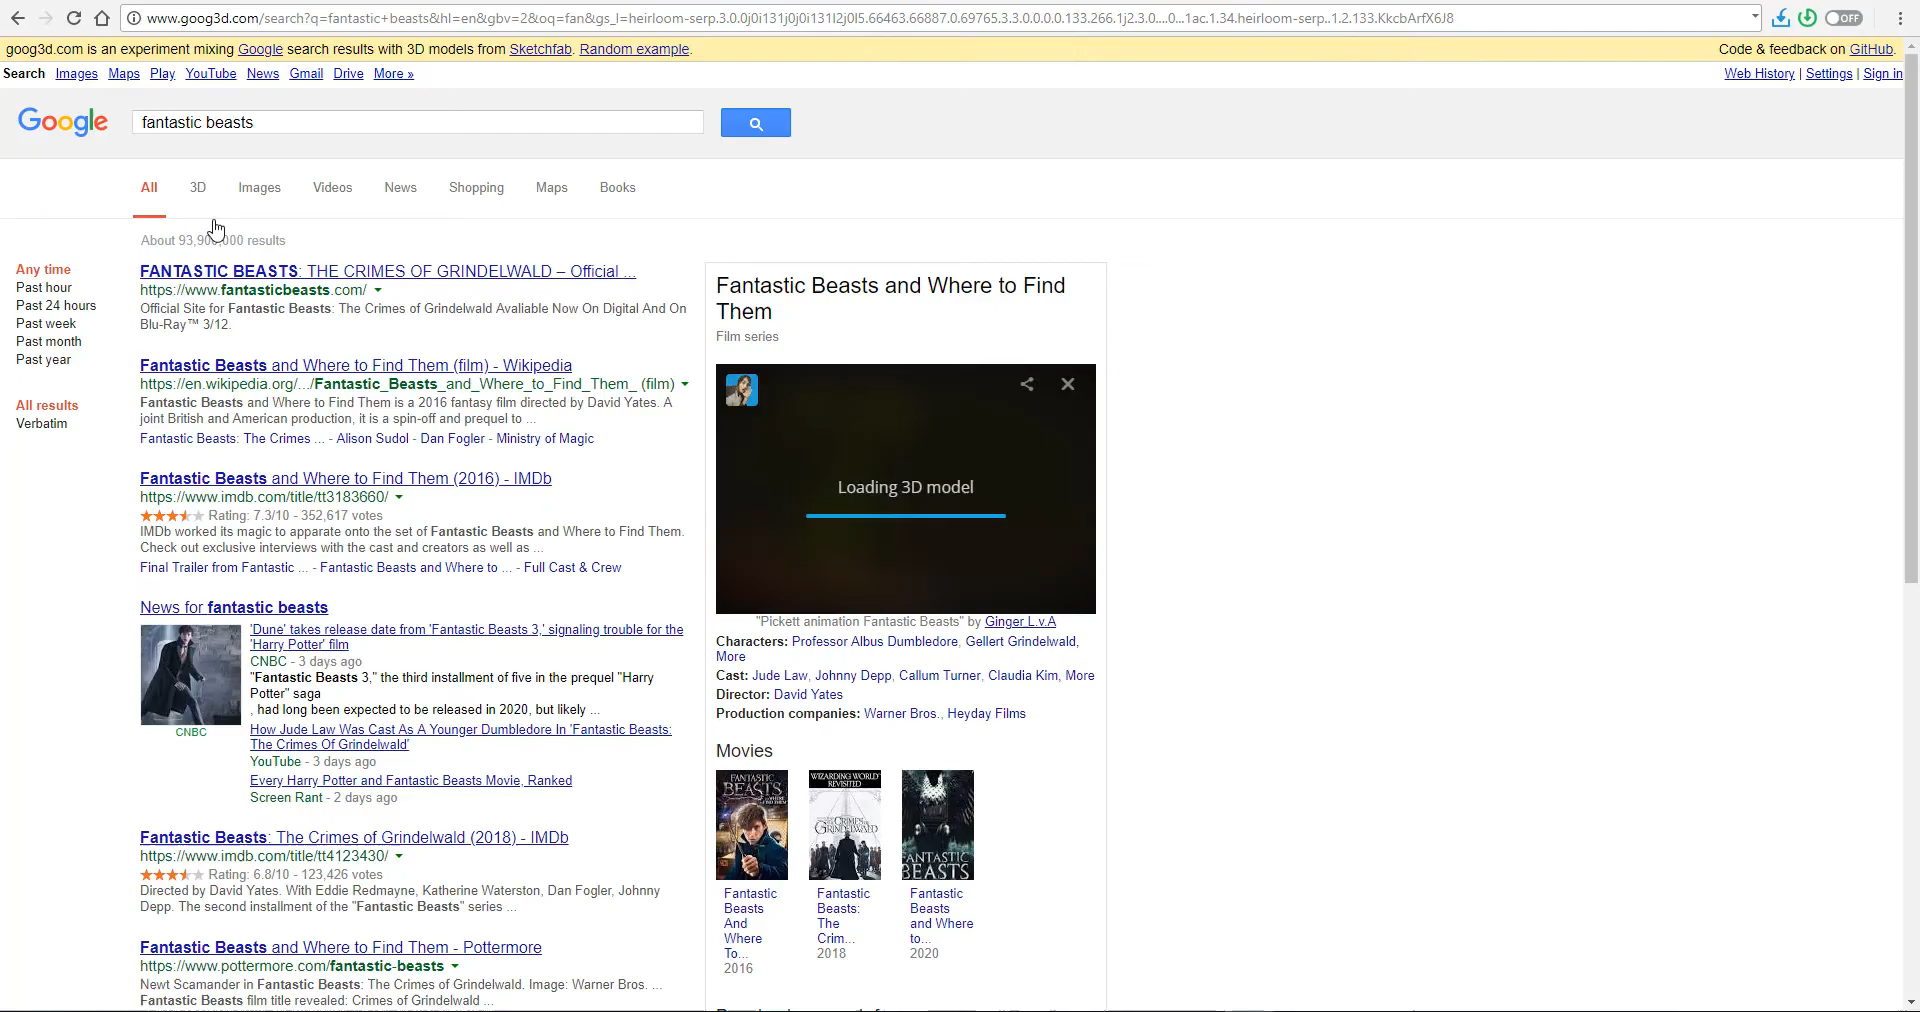 www.goog3d.com/search?q=fantastic+beasts&hl=en&gbv=2&oq=fan&gs_l=heirloom-serp.3.0.0j0i131j0j0i131l2j0l5.66463.66887.0.69765.3.3.0.0.0.0.133.266.1j2.3.0....0...1ac.1.34.heirloom-serp..1.2.133.KkcbArfX6J8
OFF
goog3d.com is an experiment mixing Google search results with 3D models from Sketchfab. Random example.
Code & feedback on GitHub.
Search Images Maps Play YouTube News Gmail Drive More »
Web History | Settings | Sign in
Google
fantastic beasts
All 3D Images Videos News Shopping Maps Books
About 93,900,000 results
Any time
Past hour
Past 24 hours
Past week
Past month
Past year
All results
Verbatim
FANTASTIC BEASTS: THE CRIMES OF GRINDELWALD – Official ...
https://www.fantasticbeasts.com/
Official Site for Fantastic Beasts: The Crimes of Grindelwald Avaliable Now On Digital And On
Blu-Ray™ 3/12.
Fantastic Beasts and Where to Find Them (film) - Wikipedia
https://en.wikipedia.org/.../Fantastic_Beasts_and_Where_to_Find_Them_ (film)
Fantastic Beasts and Where to Find Them is a 2016 fantasy film directed by David Yates. A
joint British and American production, it is a spin-off and prequel to ...
Fantastic Beasts: The Crimes ... - Alison Sudol - Dan Fogler - Ministry of Magic
Fantastic Beasts and Where to Find Them (2016) - IMDb
https://www.imdb.com/title/tt3183660/
Rating: 7.3/10 - 352,617 votes
IMDb worked its magic to apparate onto the set of Fantastic Beasts and Where to Find Them.
Check out exclusive interviews with the cast and creators as well as ...
Final Trailer from Fantastic ... - Fantastic Beasts and Where to ... - Full Cast & Crew
News for fantastic beasts
'Dune' takes release date from 'Fantastic Beasts 3,' signaling trouble for the
'Harry Potter' film
CNBC - 3 days ago
"Fantastic Beasts 3," the third installment of five in the prequel "Harry
Potter" saga
, had long been expected to be released in 2020, but likely ...
CNBC
How Jude Law Was Cast As A Younger Dumbledore In 'Fantastic Beasts:
The Crimes Of Grindelwald'
YouTube - 3 days ago
Every Harry Potter and Fantastic Beasts Movie, Ranked
Screen Rant - 2 days ago
Fantastic Beasts: The Crimes of Grindelwald (2018) - IMDb
https://www.imdb.com/title/tt4123430/
Rating: 6.8/10 - 123,426 votes
Directed by David Yates. With Eddie Redmayne, Katherine Waterston, Dan Fogler, Johnny
Depp. The second installment of the "Fantastic Beasts" series ...
Fantastic Beasts and Where to Find Them - Pottermore
https://www.pottermore.com/fantastic-beasts
Newt Scamander in Fantastic Beasts: The Crimes of Grindelwald. Image: Warner Bros. ...
Fantastic Beasts film title revealed: Crimes of Grindelwald ...
Fantastic Beasts and Where to Find
Them
Film series
Loading 3D model
"Pickett animation Fantastic Beasts" by Ginger_L.v.A
Characters: Professor Albus Dumbledore, Gellert Grindelwald,
More
Cast: Jude Law, Johnny Depp, Callum Turner, Claudia Kim, More
Director: David Yates
Production companies: Warner Bros., Heyday Films
Movies
FANTASTIC
BEASTS
WIZARDING WORLD
REVISITED
CRIMES OF
GRINDELWALD
FANTASTIC
BEASTS
Fantastic
Beasts
And
Where
To...
2016
Fantastic
Beasts:
The
Crim...
2018
Fantastic
Beasts
and Where
to...
2020